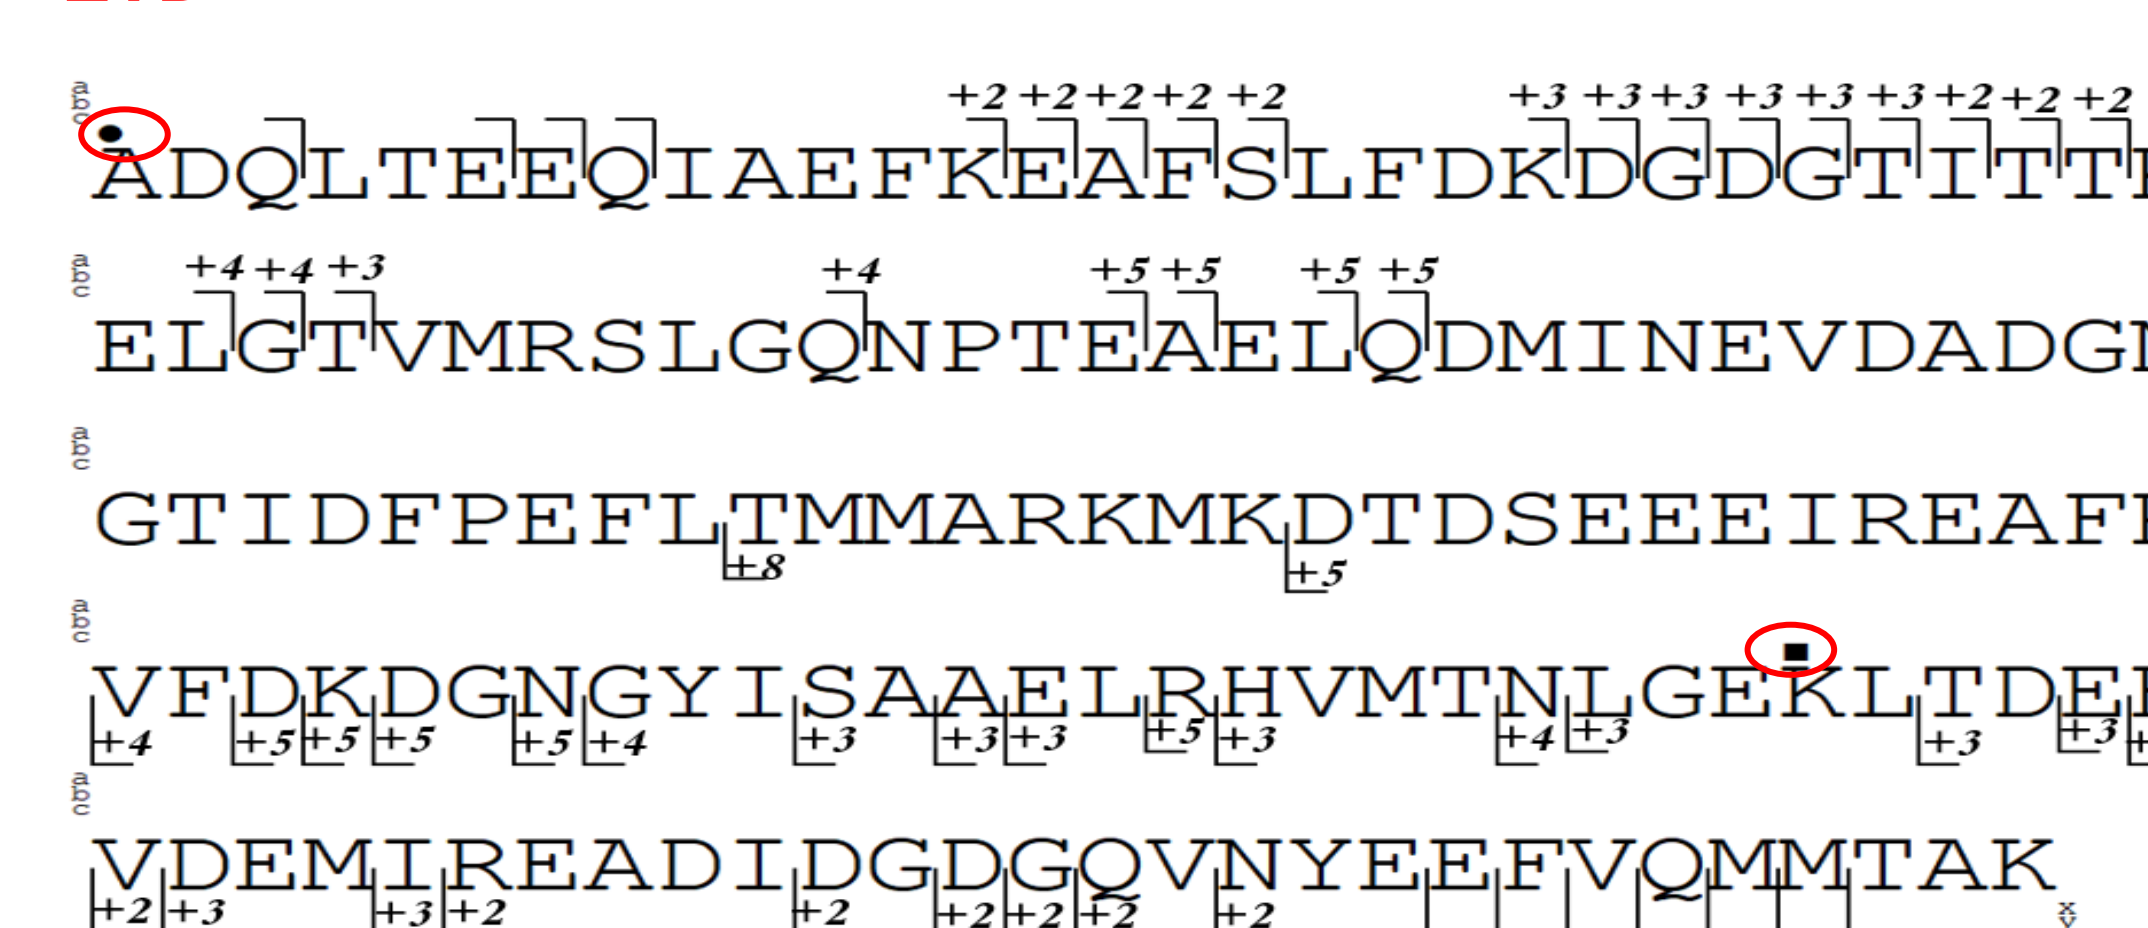 +2 +2 +2 +2 +2 +3 +3 +3 +3 +3 +3 +2 +2 +2
a b c
ADQLTEEQIAEFKEAFSLFDKDGDGTITT
+4 +4 +3 +4 +5 +5 +5 +5
a b c
ELGTVMRSLGQNPTEAELQDMINEVDADG
a b c
GTIDFPEFLTMMARKMKDTDSEEEIREAF
+8 +5
a b c
VFDKDGNGYISAAELRHVMTNLGEKLTDE
+4 +5 +5 +5 +5 +4 +3 +3 +3 +5 +3 +4 +3 +3 +3
a b c
VDEMIREADIDGDGQVNYEEFVQMMTAK
+2 +3 +3 +2 +2 +2 +2 +2 +2
x